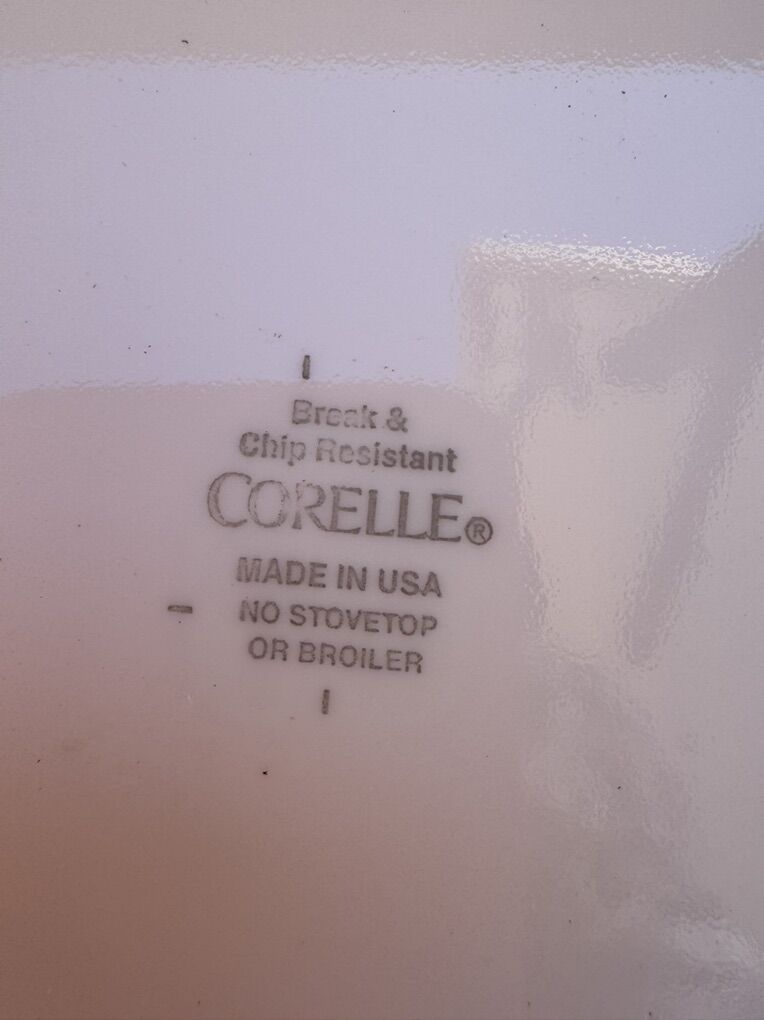 Break &
Chip Resistant
CORELLE®
MADE IN USA
NO STOVETOP
OR BROILER